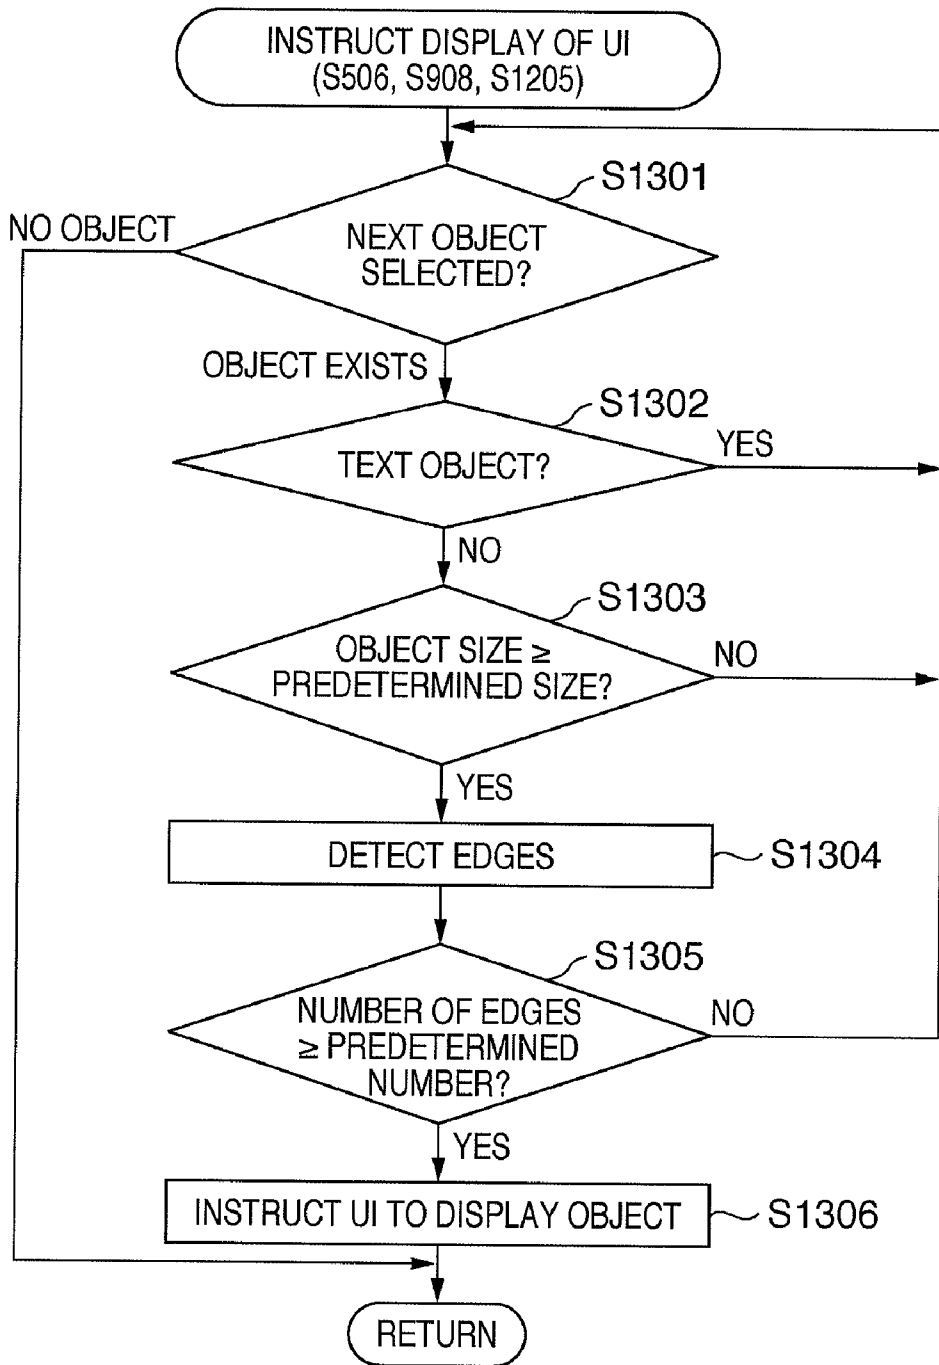 INSTRUCT DISPLAY OF UI
(S506, S908, S1205)
S1301
NO OBJECT
NEXT OBJECT
SELECTED?
OBJECT EXISTS
S1302
YES
TEXT OBJECT?
NO
S1303
OBJECT SIZE ≥
PREDETERMINED SIZE?
NO
YES
DETECT EDGES
S1304
S1305
NUMBER OF EDGES
≥ PREDETERMINED
NUMBER?
NO
YES
INSTRUCT UI TO DISPLAY OBJECT
S1306
RETURN